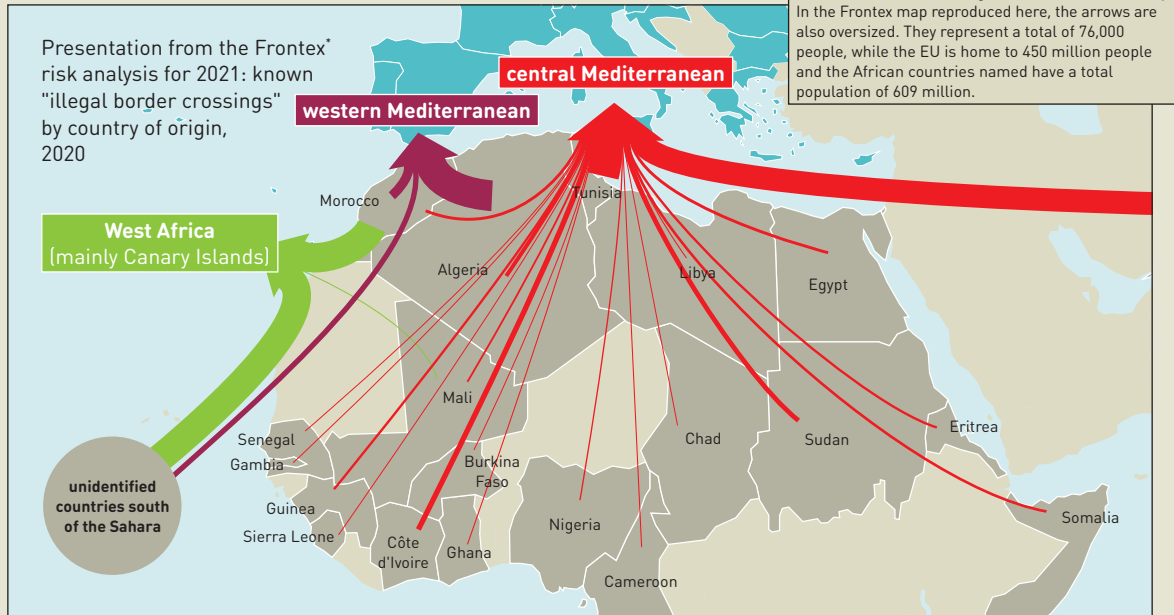 In the Frontex map reproduced here, the arrows are
also oversized. They represent a total of 76,000
people, while the EU is home to 450 million people
and the African countries named have a total
population of 609 million.
Presentation from the Frontex*
risk analysis for 2021: known
"illegal border crossings"
by country of origin,
2020
central Mediterranean
western Mediterranean
West Africa
(mainly Canary Islands)
Morocco
Tunisia
Algeria
Libya
Egypt
Mali
Senegal
Gambia
Burkina
Faso
Chad
Sudan
Eritrea
unidentified
countries south
of the Sahara
Guinea
Sierra Leone
Côte
d'Ivoire
Ghana
Nigeria
Cameroon
Somalia